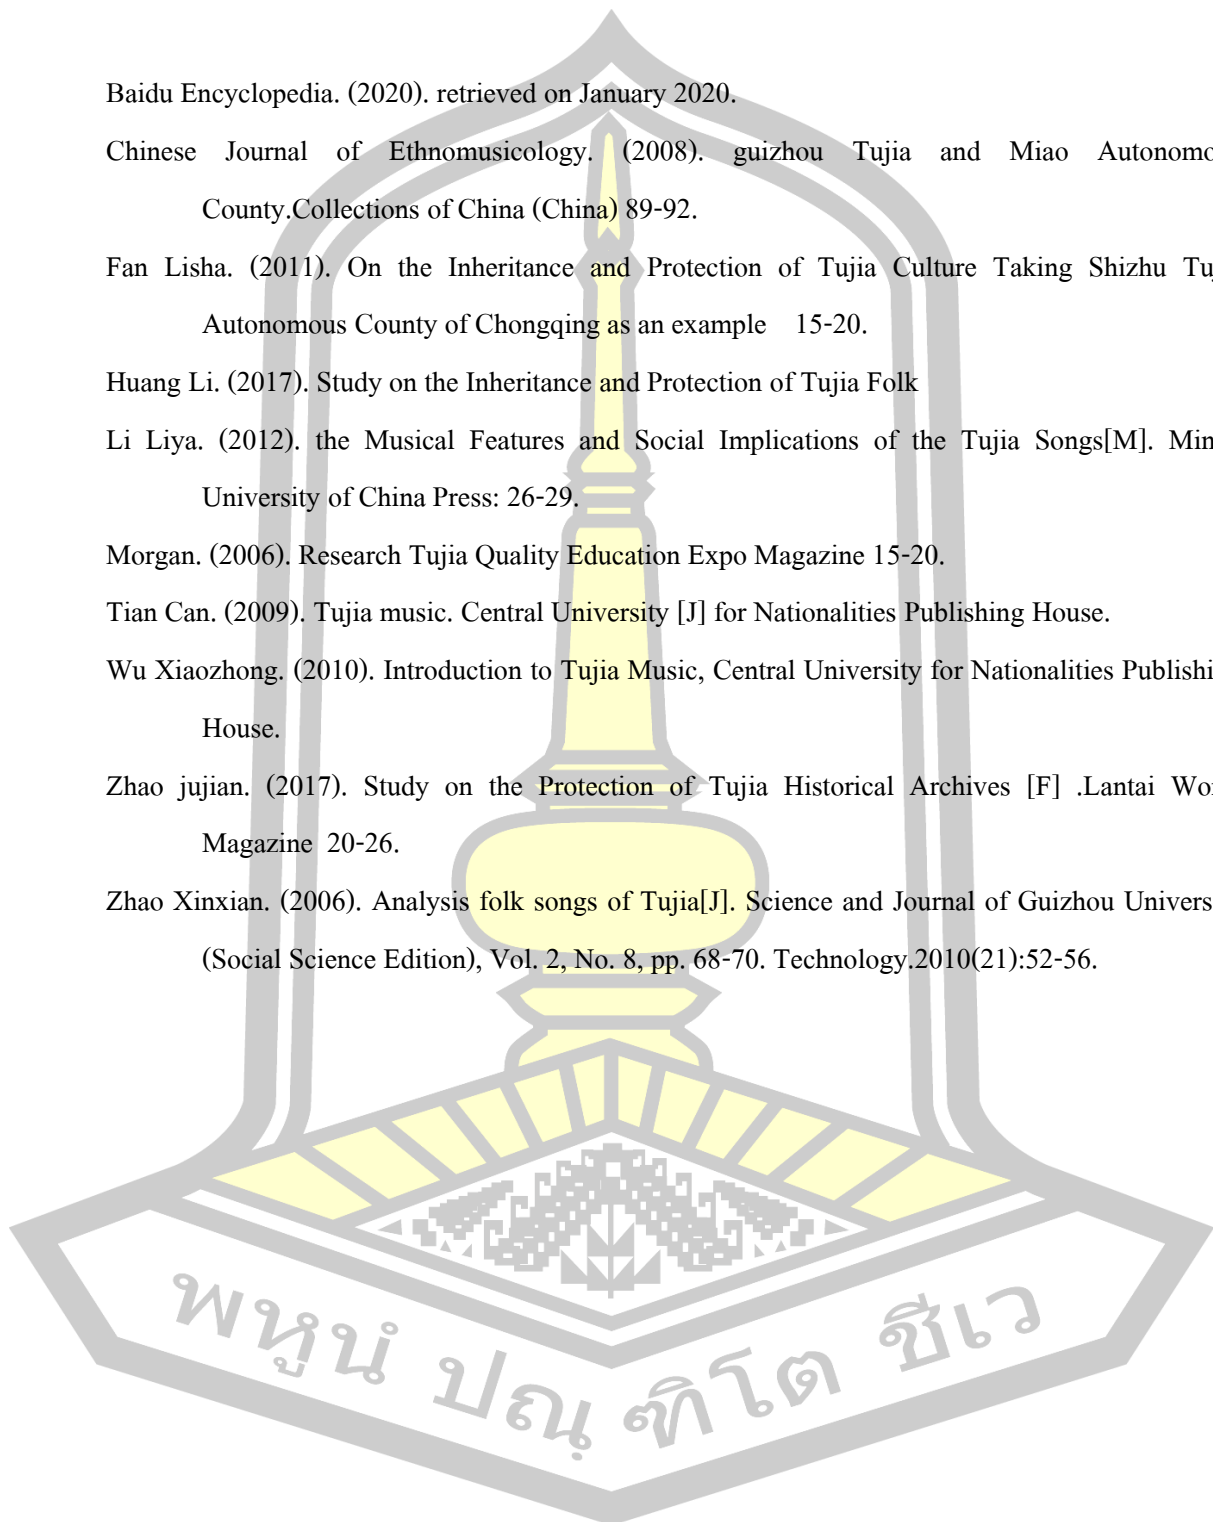 Baidu Encyclopedia. (2020). retrieved on January 2020.
Chinese Journal of Ethnomusicology. (2008). guizhou Tujia and Miao Autonomo
County.Collections of China (China) 89-92.
Fan Lisha. (2011). On the Inheritance and Protection of Tujia Culture Taking Shizhu Tuj
Autonomous County of Chongqing as an example 15-20.
Huang Li. (2017). Study on the Inheritance and Protection of Tujia Folk
Li Liya. (2012). the Musical Features and Social Implications of the Tujia Songs[M]. Min
University of China Press: 26-29.
Morgan. (2006). Research Tujia Quality Education Expo Magazine 15-20.
Tian Can. (2009). Tujia music. Central University [J] for Nationalities Publishing House.
Wu Xiaozhong. (2010). Introduction to Tujia Music, Central University for Nationalities Publishi
House.
Zhao jujian. (2017). Study on the Protection of Tujia Historical Archives [F] .Lantai Wor
Magazine 20-26.
Zhao Xinxian. (2006). Analysis folk songs of Tujia[J]. Science and Journal of Guizhou Univers
(Social Science Edition), Vol. 2, No. 8, pp. 68-70. Technology.2010(21):52-56.
พหูนํ ปณฺฑิโต ชีเว